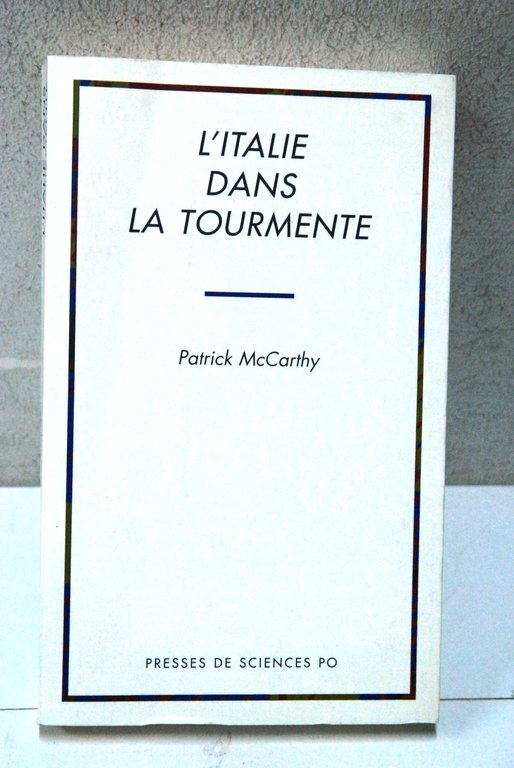 L'ITALIE
DANS
LA TOURMENTE
Patrick McCarthy
PRESSES DE SCIENCES PO